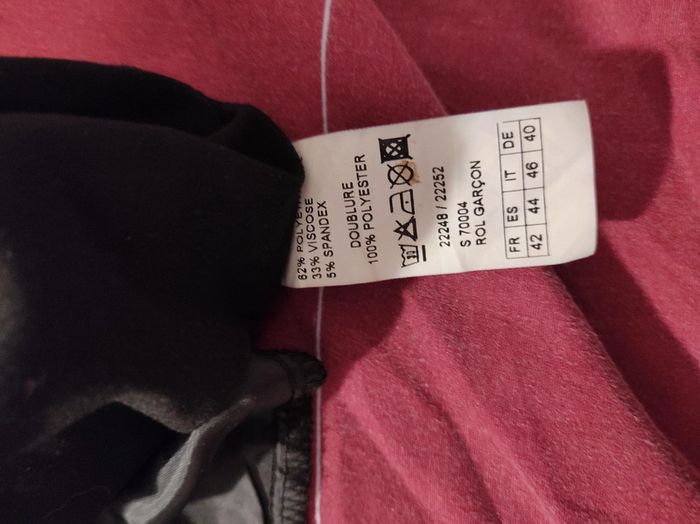 62% POLYE
33% VISCOSE
5% SPANDEX
DOUBLURE
100% POLYESTER
22248 / 22252
S 70004
ROL GARÇON
FR ES IT DE
42 44 46 40